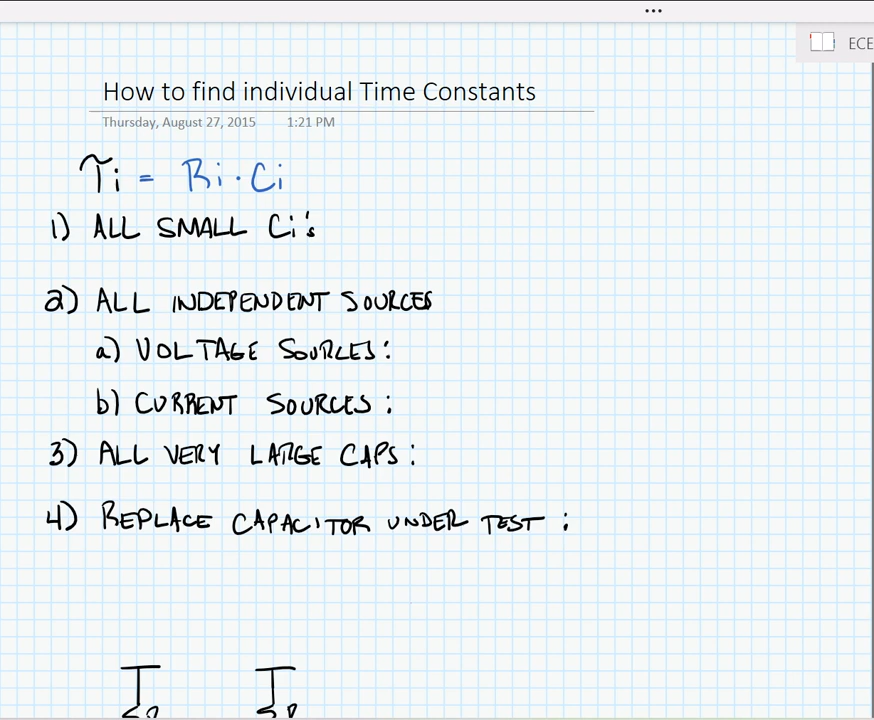 ...
ECE
How to find individual Time Constants
Thursday, August 27, 2015 1:21 PM
τi = Ri · Ci
1) ALL SMALL Ci's
2) ALL INDEPENDENT SOURCES
a) VOLTAGE SOURCES:
b) CURRENT SOURCES :
3) ALL VERY LARGE CAPS :
4) REPLACE CAPACITOR UNDER TEST :